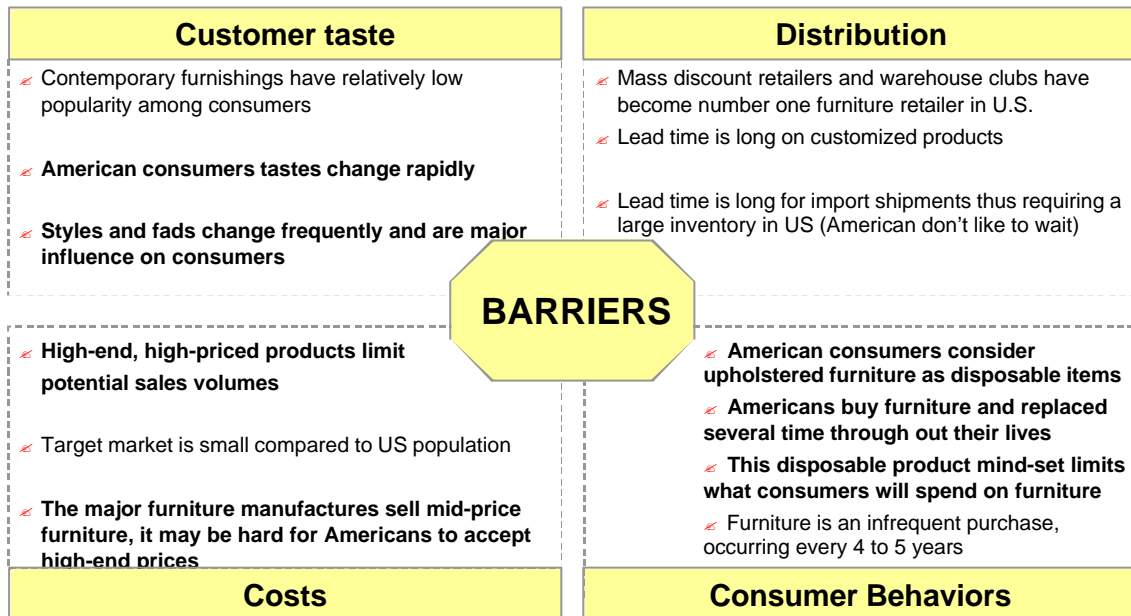 Customer taste
Contemporary furnishings have relatively low
popularity among consumers
American consumers tastes change rapidly
Styles and fads change frequently and are major
influence on consumers
Distribution
Mass discount retailers and warehouse clubs have
become number one furniture retailer in U.S.
Lead time is long on customized products
Lead time is long for import shipments thus requiring a
large inventory in US (American don't like to wait)
BARRIERS
High-end, high-priced products limit
potential sales volumes
Target market is small compared to US population
The major furniture manufactures sell mid-price
furniture, it may be hard for Americans to accept
high-end prices
Costs
American consumers consider
upholstered furniture as disposable items
Americans buy furniture and replaced
several time through out their lives
This disposable product mind-set limits
what consumers will spend on furniture
Furniture is an infrequent purchase,
occurring every 4 to 5 years
Consumer Behaviors